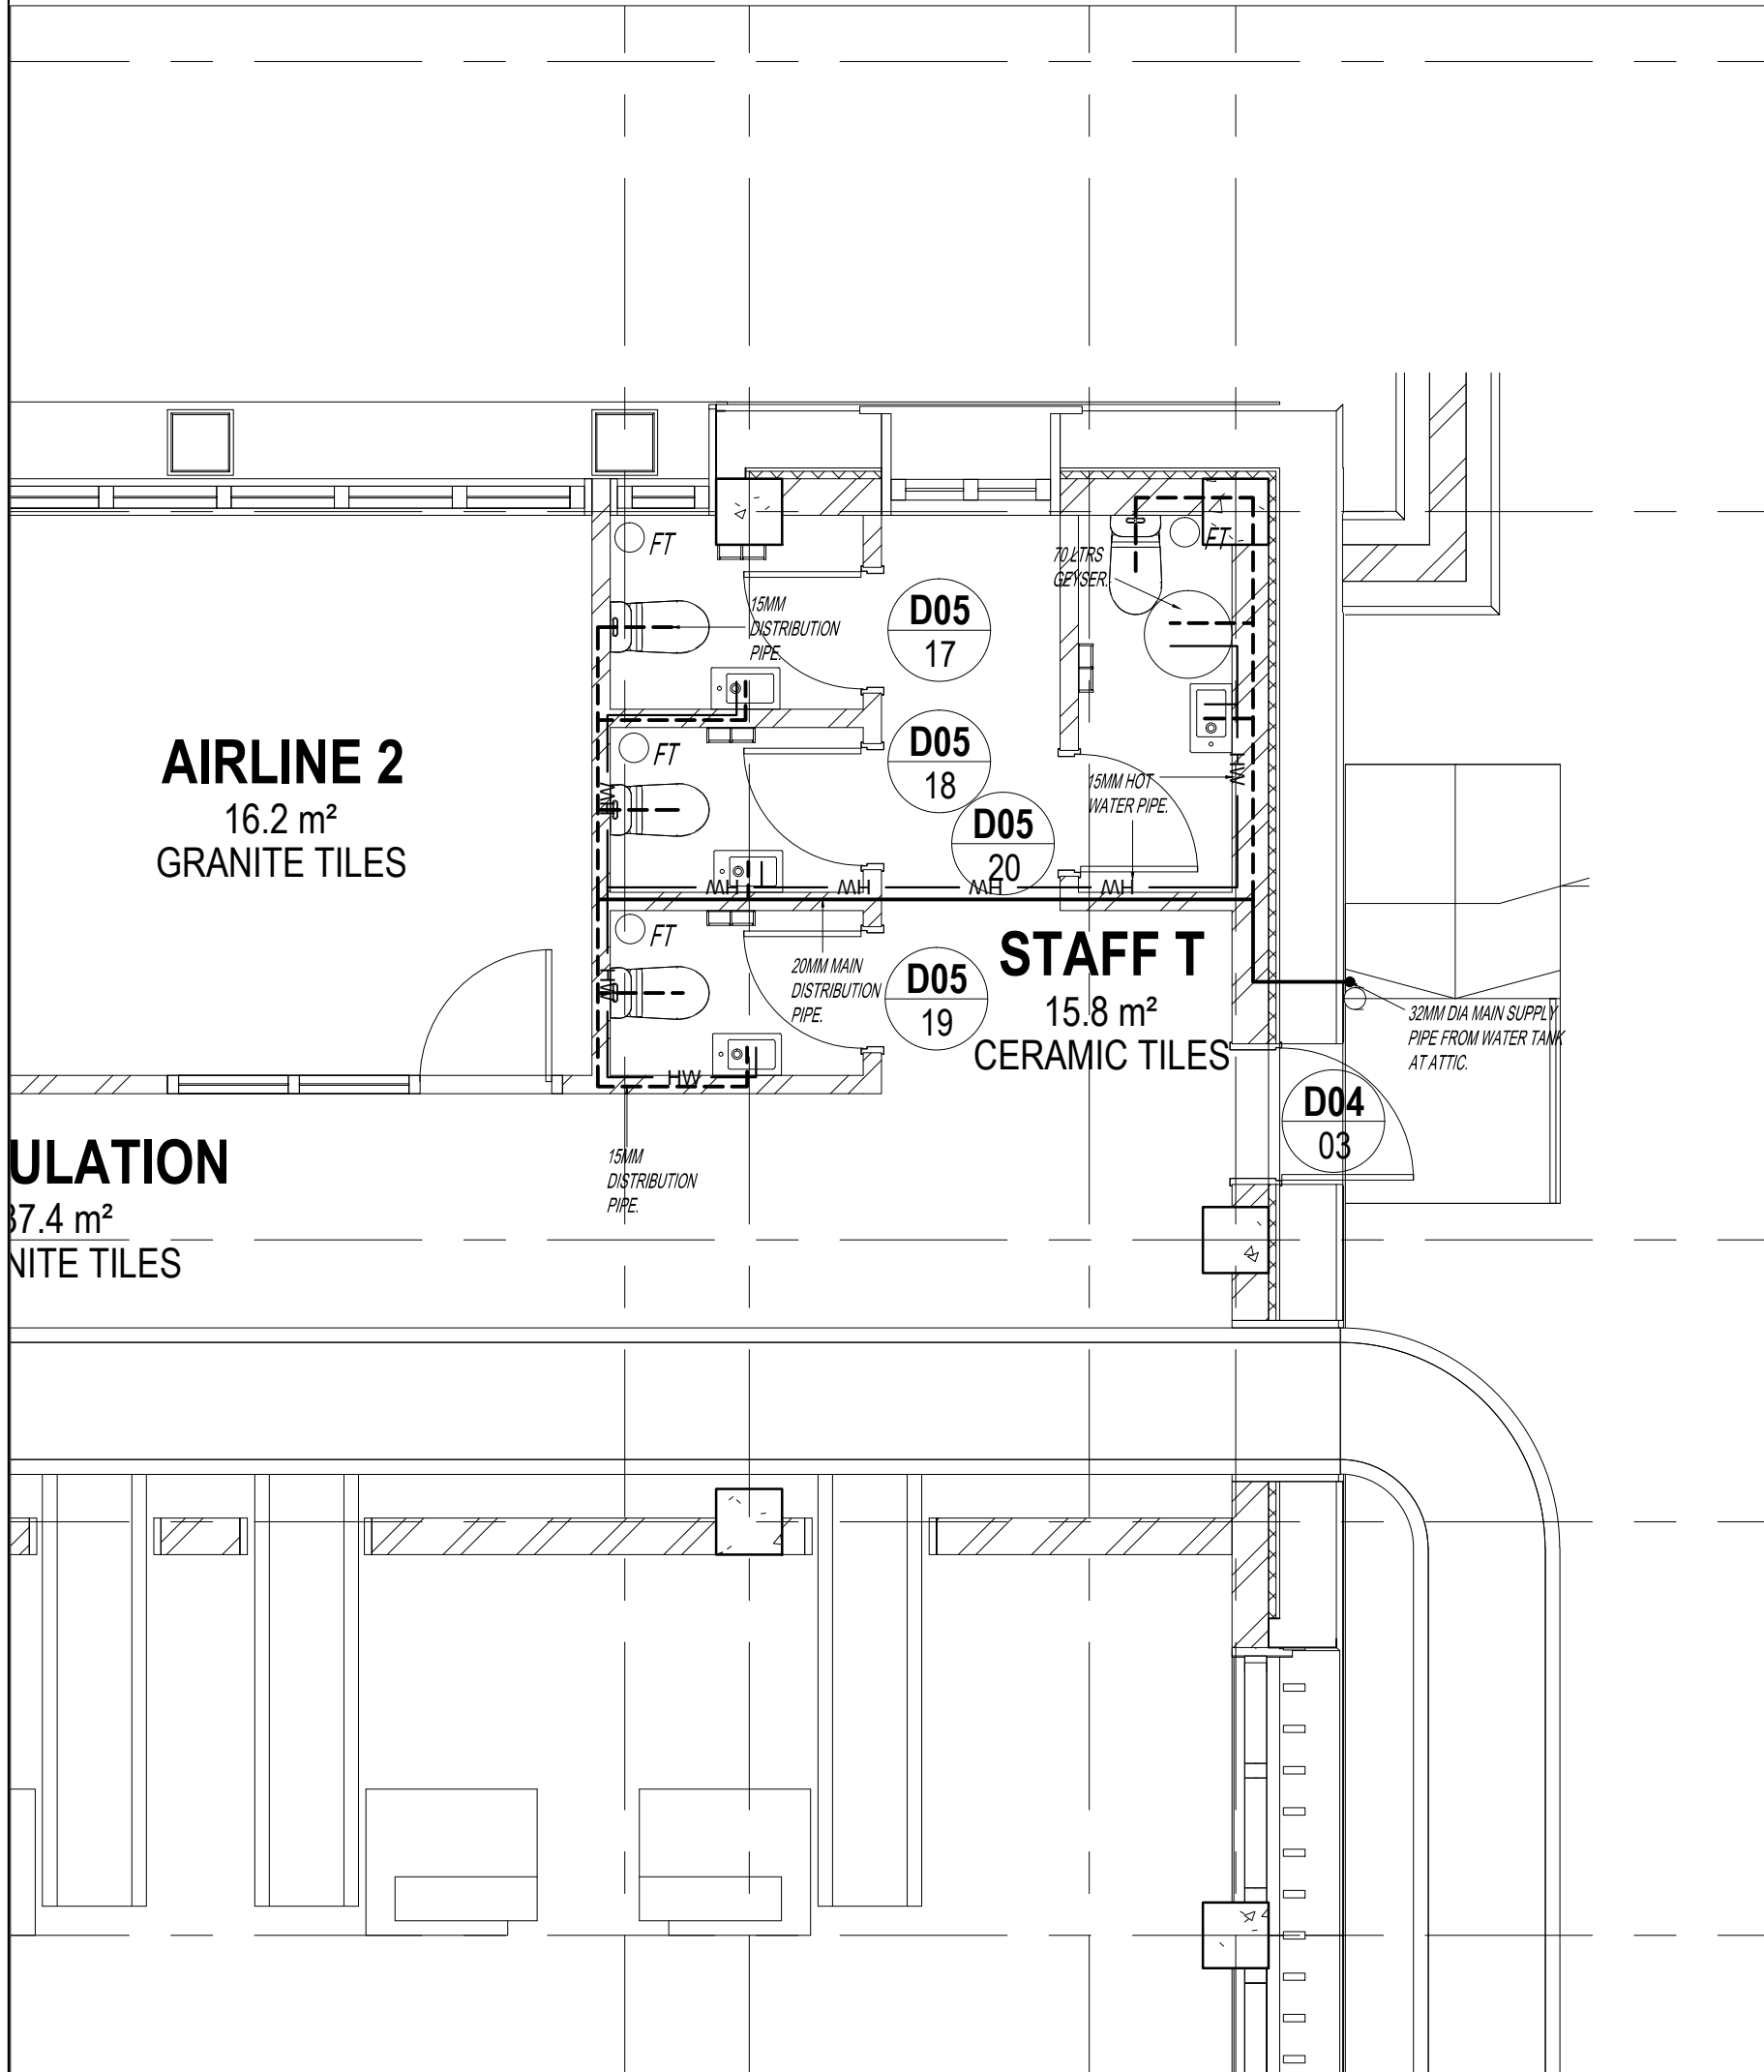 FT
FT
70 LTRS
GEYSER.
15MM
DISTRIBUTION
PIPE.
D05
17
AIRLINE 2
16.2 m²
GRANITE TILES
FT
D05
18
HW
HW
15MM HOT
WATER PIPE.
D05
20
HW
HW
HW
HW
FT
STAFF T
15.8 m²
CERAMIC TILES
20MM MAIN
DISTRIBUTION
PIPE.
D05
19
HW
32MM DIA MAIN SUPPLY
PIPE FROM WATER TANK
AT ATTIC.
HW
D04
03
ULATION
37.4 m²
NITE TILES
15MM
DISTRIBUTION
PIPE.